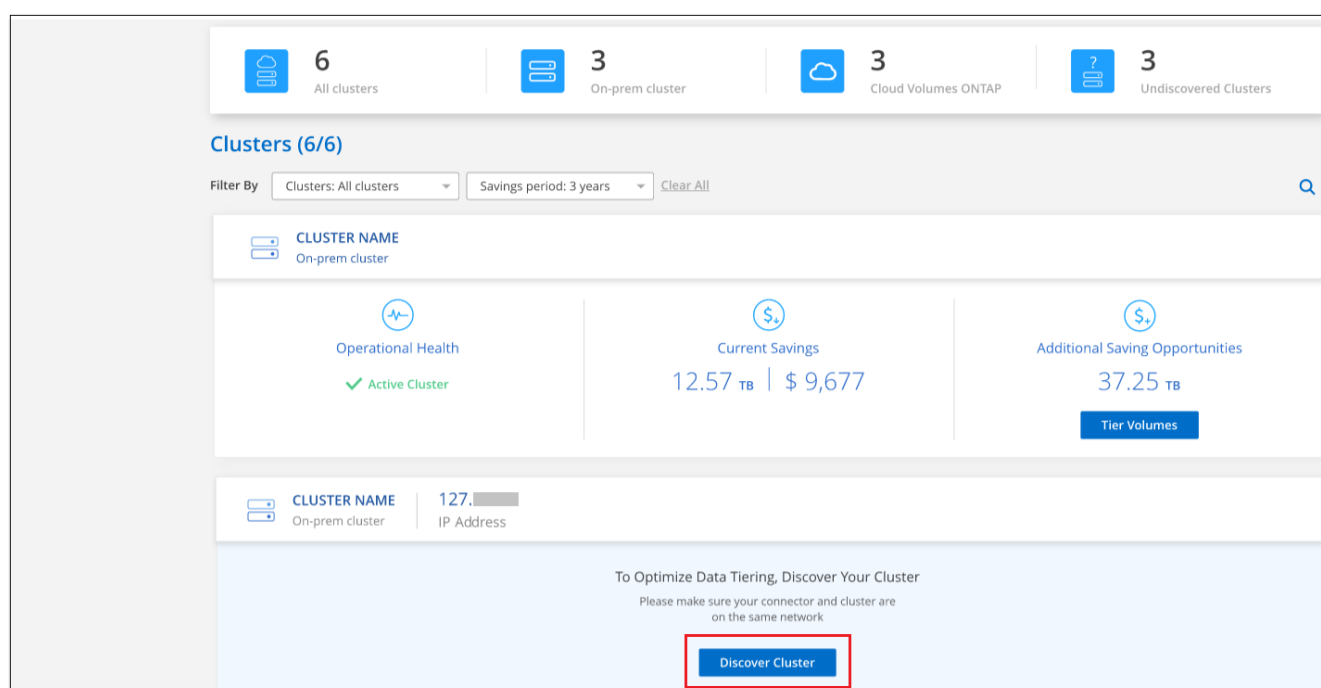 6
All clusters
3
On-prem cluster
3
Cloud Volumes ONTAP
?
3
Undiscovered Clusters
Clusters (6/6)
Filter By Clusters: All clusters Savings period: 3 years Clear All
CLUSTER NAME
On-prem cluster
Operational Health
Active Cluster
$
Current Savings
12.57 TB | $ 9,677
$+
Additional Saving Opportunities
37.25 TB
Tier Volumes
CLUSTER NAME
On-prem cluster
127.
IP Address
To Optimize Data Tiering, Discover Your Cluster
Please make sure your connector and cluster are
on the same network
Discover Cluster